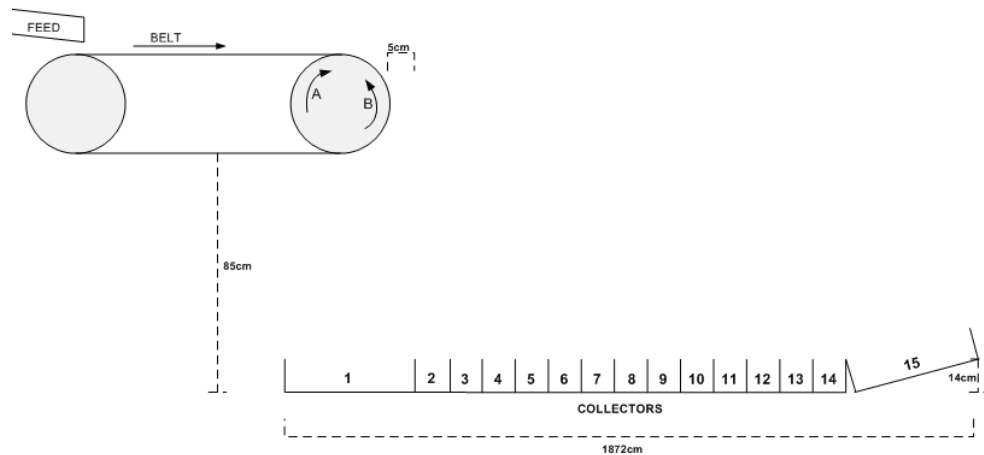 FEED
BELT
5cm
A
B
85cm
1 2 3 4 5 6 7 8 9 10 11 12 13 14 15
14cm
COLLECTORS
1872cm